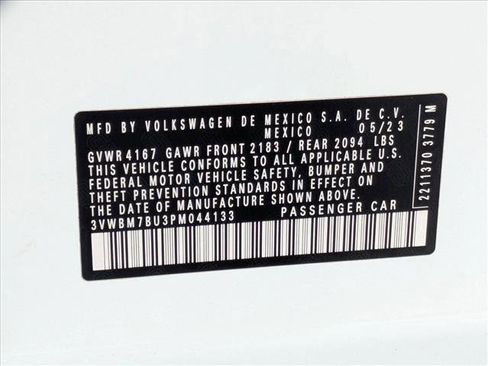 MFD BY VOLKSWAGEN DE MEXICO S.A. DE C.V.
MEXICO 05/23
GVWR 4167 GAWR FRONT 2183 / REAR 2094 LBS
THIS VEHICLE CONFORMS TO ALL APPLICABLE U.S.
FEDERAL MOTOR VEHICLE SAFETY, BUMPER AND
THEFT PREVENTION STANDARDS IN EFFECT ON
THE DATE OF MANUFACTURE SHOWN ABOVE.
3VWBM7BU3PM044133 PASSENGER CAR
2211370 3779 M